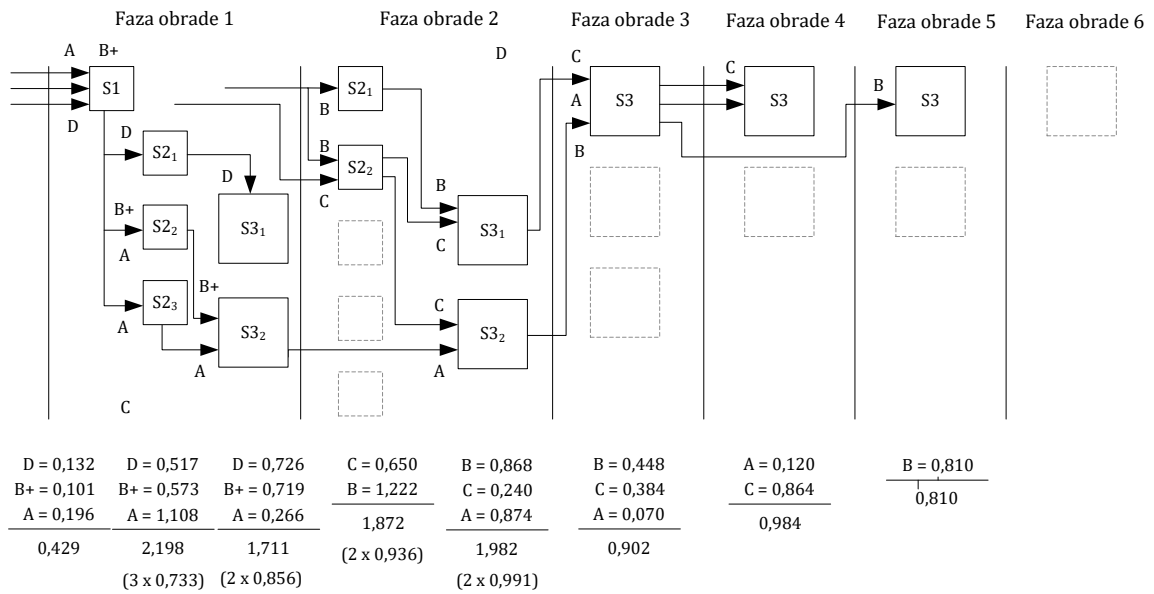 Faza obrade 1 Faza obrade 2 Faza obrade 3 Faza obrade 4 Faza obrade 5 Faza obrade 6
A B+ D C C
S1 S2₁ S3 S3 S3
D B A B
D B B
S2₁ S2₂
D C B
B+ S3₁ S3₁
S2₂ C
A
S2₃ B+ C
A S3₂ S3₂
A A
C
D = 0,132 D = 0,517 D = 0,726 C = 0,650 B = 0,868 B = 0,448 A = 0,120 B = 0,810
B+ = 0,101 B+ = 0,573 B+ = 0,719 B = 1,222 C = 0,240 C = 0,384 C = 0,864 0,810
A = 0,196 A = 1,108 A = 0,266 1,872 A = 0,874 A = 0,070 0,984
0,429 2,198 1,711 (2 x 0,936) 1,982 0,902
(3 x 0,733) (2 x 0,856) (2 x 0,991)